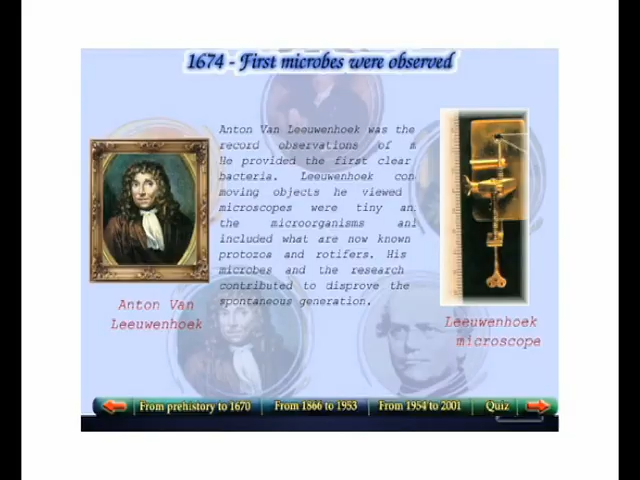 1674 - First microbes were observed
Anton Van Leeuwenhoek was the
record observations of m
He provided the first clear
bacteria. Leeuwenhoek con
moving objects he viewed
microscopes were tiny ani
the microorganisms ani
included what are now known
protozoa and rotifers. His
microbes and the research
contributed to disprove the
spontaneous generation.
Anton Van
Leeuwenhoek
Leeuwenhoek
microscope
From prehistory to 1670
From 1866 to 1953
From 1954 to 2001
Quiz